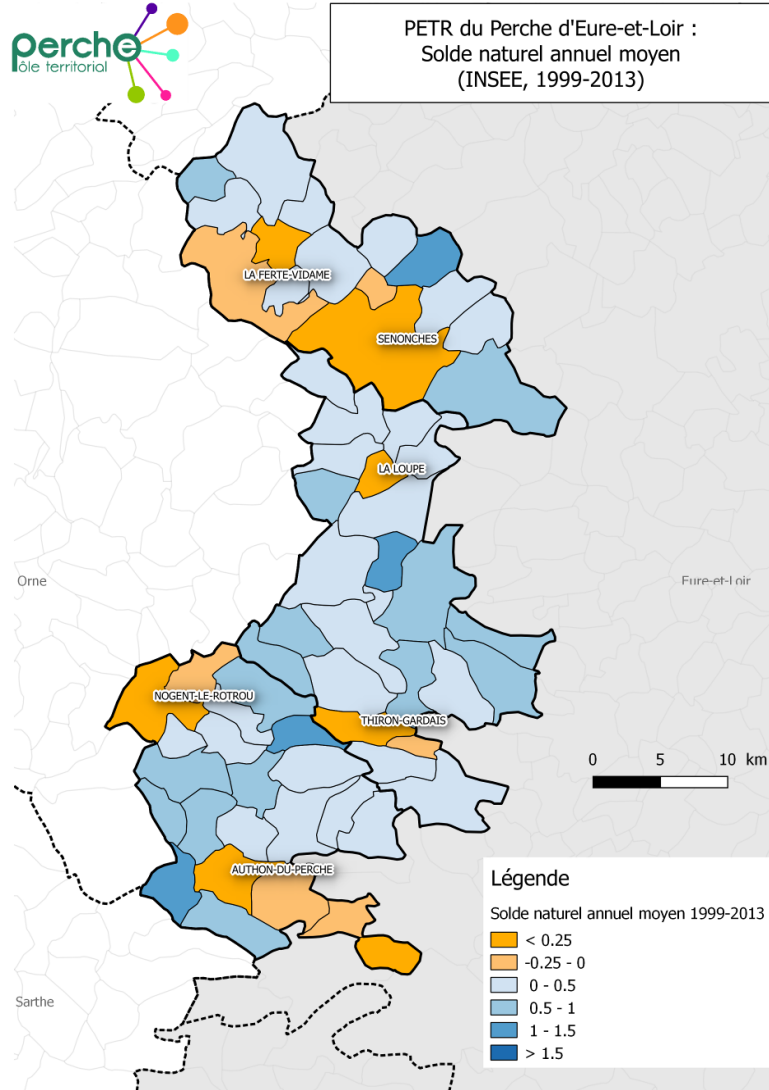 perche
pôle territorial
PETR du Perche d'Eure-et-Loir :
Solde naturel annuel moyen
(INSEE, 1999-2013)
LA FERTE-VIDAME
SENONCHES
LA LOUPE
Orne
Eure-et-Loir
NOGENT-LE-ROTROU
THIRON-GARDAIS
0 5 10 km
AUTHON-DU-PERCHE
Légende
Solde naturel annuel moyen 1999-2013
< 0.25
-0.25 - 0
0 - 0.5
0.5 - 1
1 - 1.5
> 1.5
Sarthe